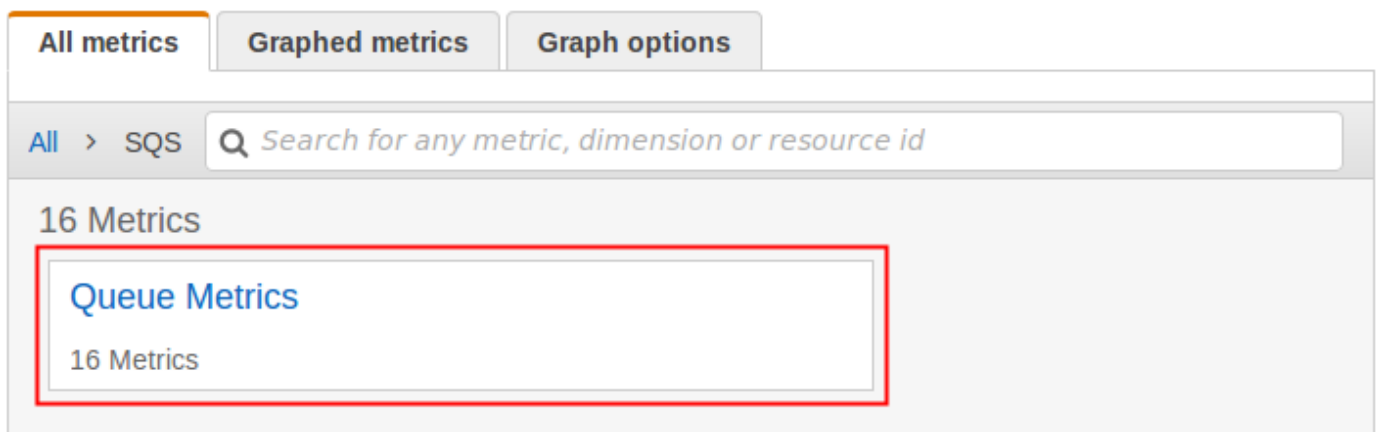 All metrics Graphed metrics Graph options
All > SQS Search for any metric, dimension or resource id
16 Metrics
Queue Metrics
16 Metrics